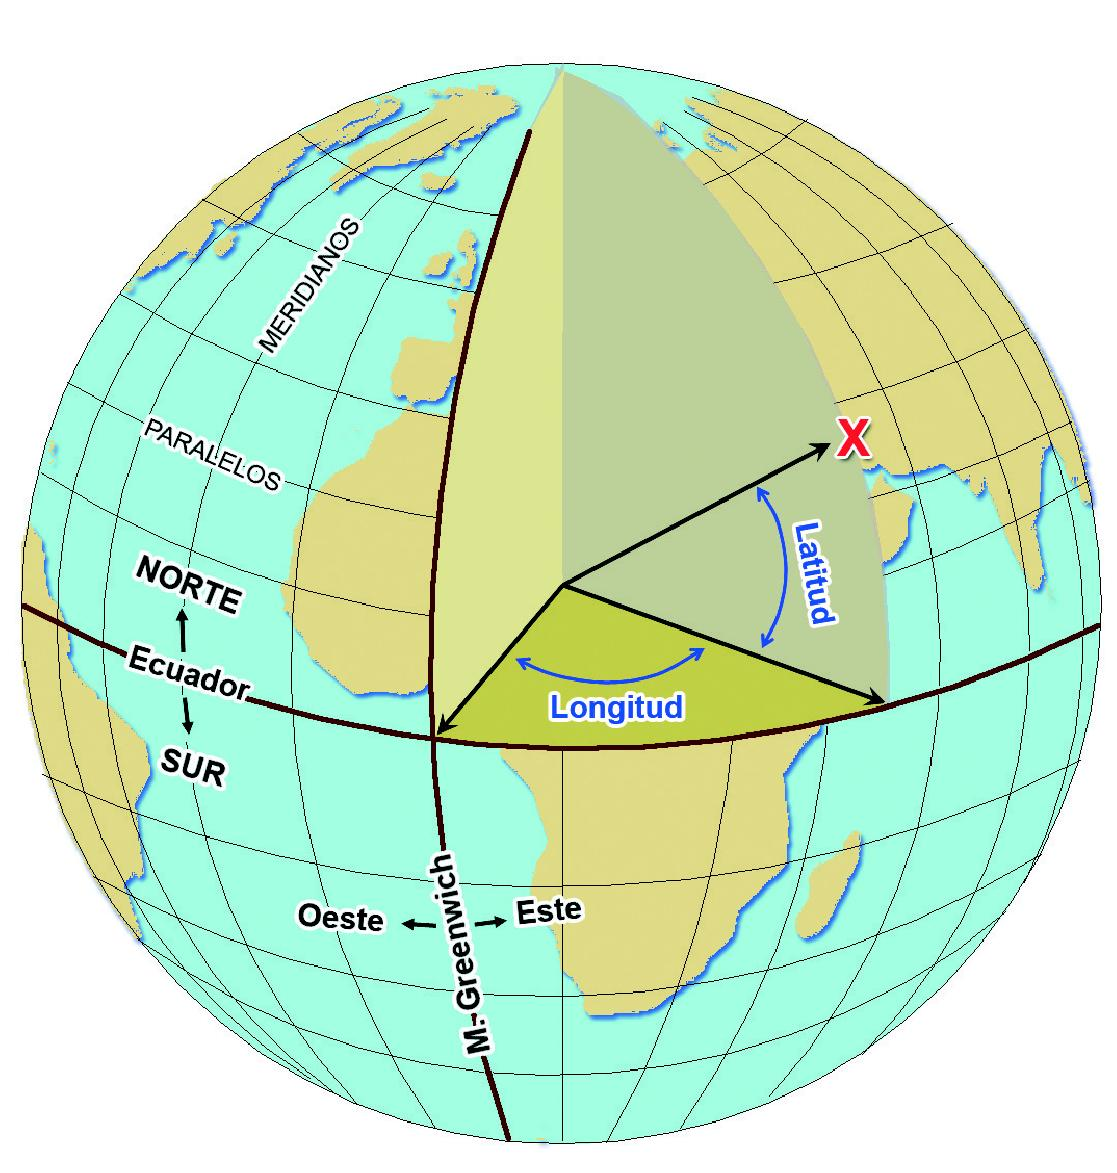 MERIDIANOS
PARALELOS
X
Latitud
NORTE
Ecuador
SUR
Longitud
Oeste
Este
M. Greenwich